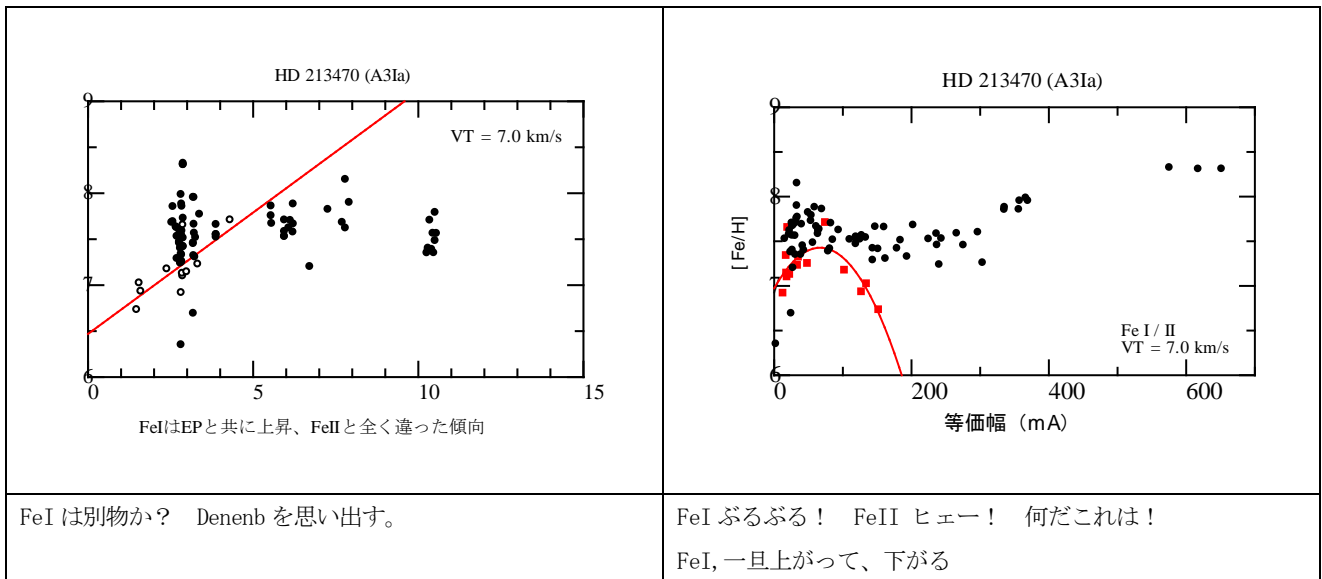 HD 213470 (A3Ia)
9
VT = 7.0 km/s
8
7
6
0 5 10 15
FeIはEPと共に上昇、FeIIと全く違った傾向
HD 213470 (A3Ia)
9
8
[Fe/H]
7
Fe I / II
VT = 7.0 km/s
6
0 200 400 600
等価幅（mA）
FeI は別物か？　Denenb を思い出す。
FeI ぶるぶる！　FeII ヒェー！　何だこれは！
FeI,一旦上がって、下がる